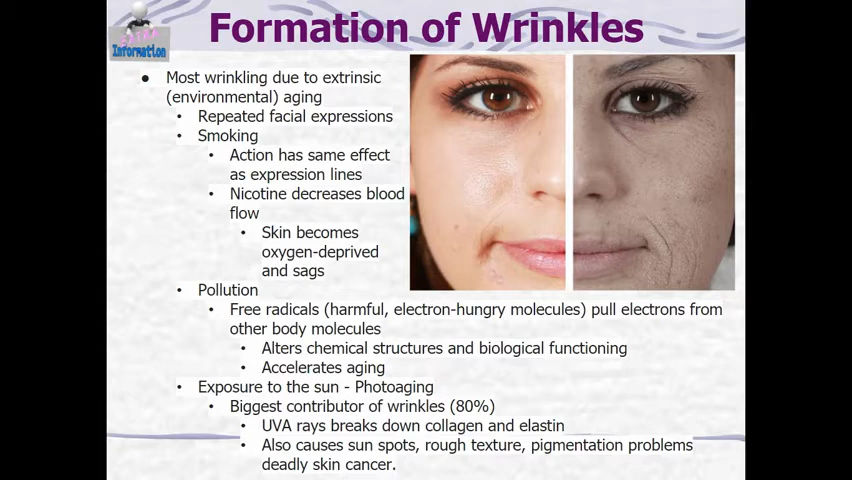 Formation of Wrinkles
Extra
Information
● Most wrinkling due to extrinsic
(environmental) aging
• Repeated facial expressions
• Smoking
• Action has same effect
as expression lines
• Nicotine decreases blood
flow
• Skin becomes
oxygen-deprived
and sags
• Pollution
• Free radicals (harmful, electron-hungry molecules) pull electrons from
other body molecules
• Alters chemical structures and biological functioning
• Accelerates aging
• Exposure to the sun - Photoaging
• Biggest contributor of wrinkles (80%)
• UVA rays breaks down collagen and elastin
• Also causes sun spots, rough texture, pigmentation problems
deadly skin cancer.